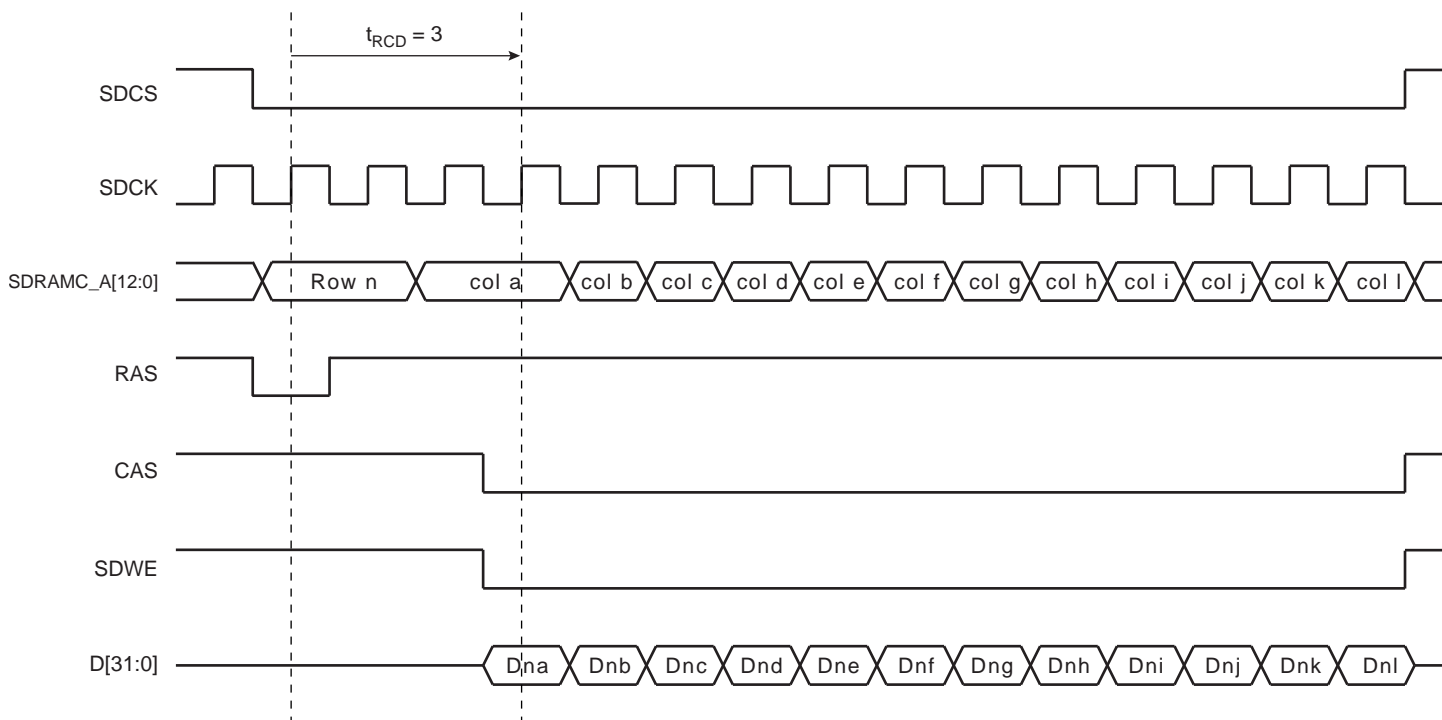 tRCD = 3
SDCS
SDCK
SDRAMC_A[12:0] Row n col a col b col c col d col e col f col g col h col i col j col k col l
RAS
CAS
SDWE
D[31:0] Dna Dnb Dnc Dnd Dne Dnf Dng Dnh Dni Dnj Dnk Dnl